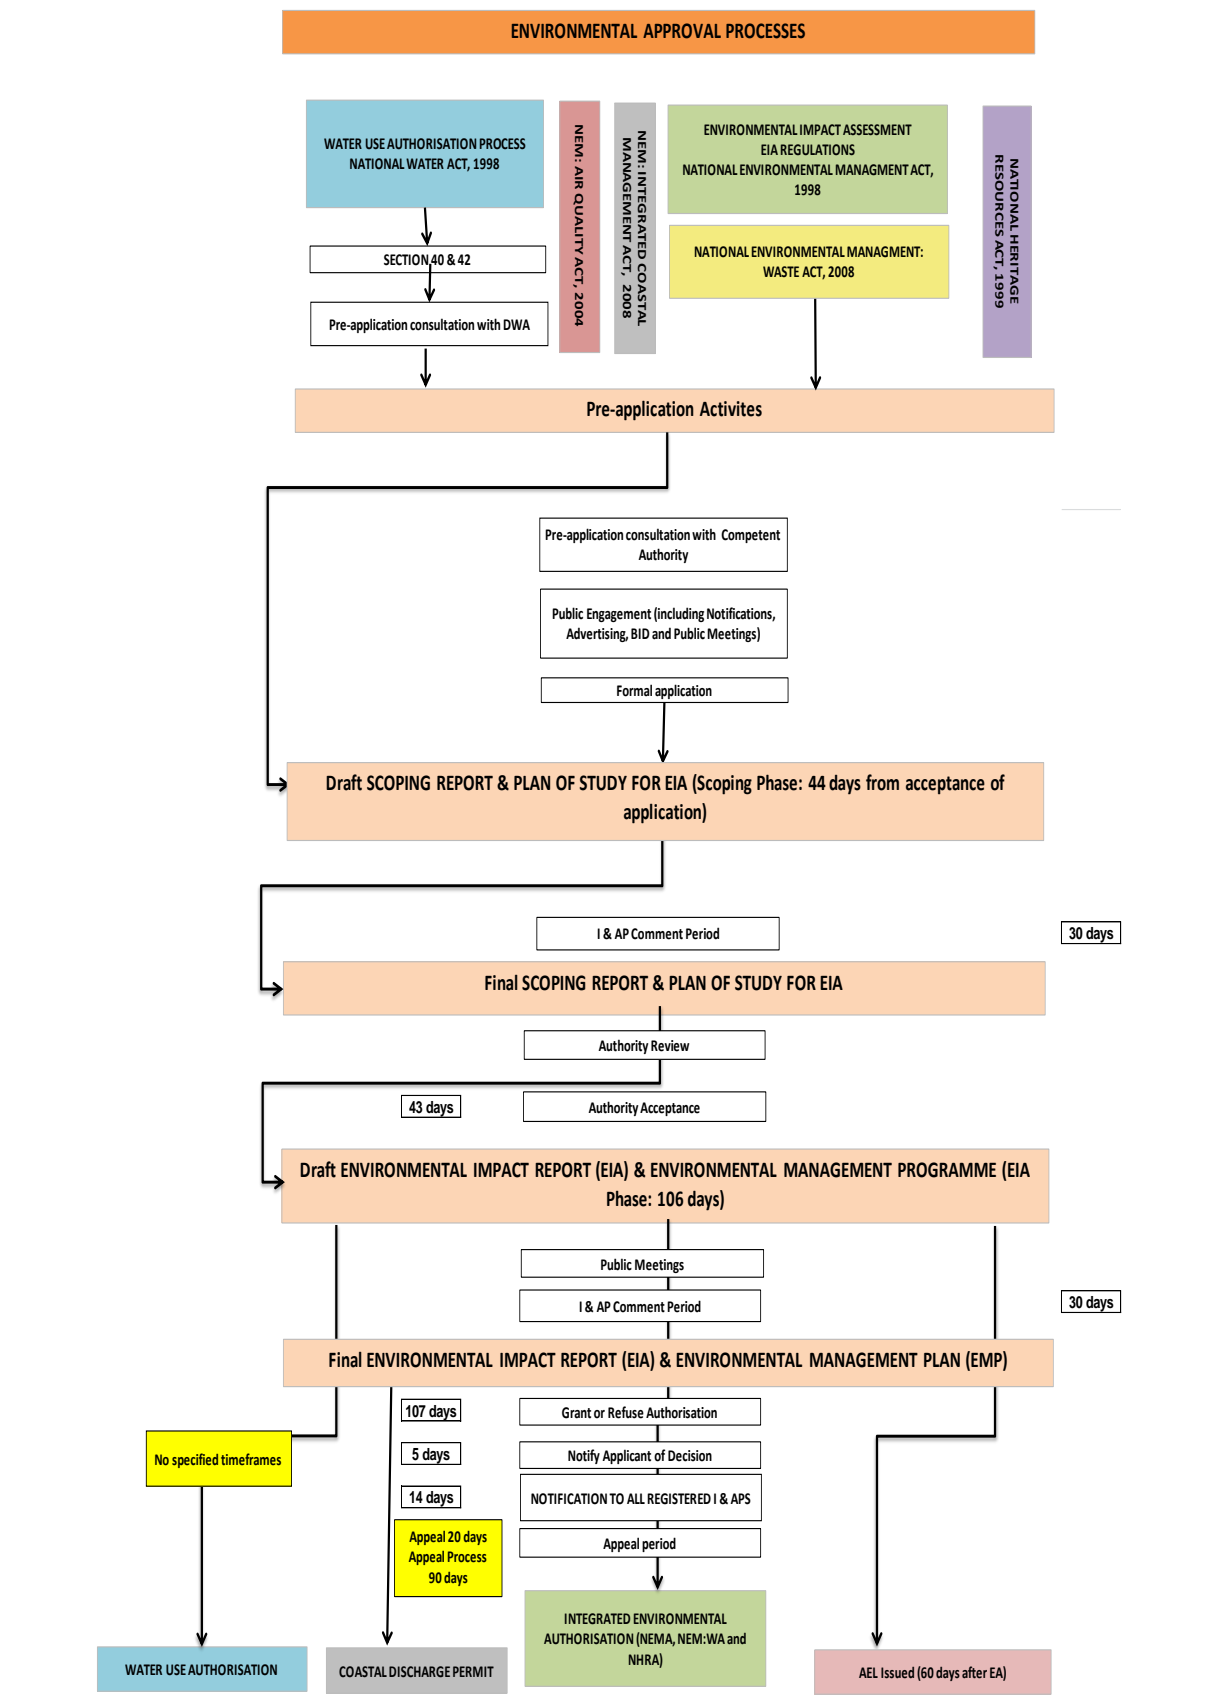 ENVIRONMENTAL APPROVAL PROCESSES
WATER USE AUTHORISATION PROCESS
NATIONAL WATER ACT, 1998
NEM: AIR QUALITY ACT, 2004
NEM: INTEGRATED COASTAL
MANAGEMENT ACT, 2008
ENVIRONMENTAL IMPACT ASSESSMENT
EIA REGULATIONS
NATIONAL ENVIRONMENTAL MANAGMENT ACT,
1998
NATIONAL HERITAGE
RESOURCES ACT, 1999
SECTION 40 & 42
NATIONAL ENVIRONMENTAL MANAGMENT:
WASTE ACT, 2008
Pre-application consultation with DWA
Pre-application Activites
Pre-application consultation with Competent
Authority
Public Engagement (including Notifications,
Advertising, BID and Public Meetings)
Formal application
Draft SCOPING REPORT & PLAN OF STUDY FOR EIA (Scoping Phase: 44 days from acceptance of
application)
I & AP Comment Period
30 days
Final SCOPING REPORT & PLAN OF STUDY FOR EIA
Authority Review
43 days
Authority Acceptance
Draft ENVIRONMENTAL IMPACT REPORT (EIA) & ENVIRONMENTAL MANAGEMENT PROGRAMME (EIA
Phase: 106 days)
Public Meetings
I & AP Comment Period
30 days
Final ENVIRONMENTAL IMPACT REPORT (EIA) & ENVIRONMENTAL MANAGEMENT PLAN (EMP)
107 days
Grant or Refuse Authorisation
No specified timeframes
5 days
Notify Applicant of Decision
14 days
NOTIFICATION TO ALL REGISTERED I & APS
Appeal 20 days
Appeal Process
90 days
Appeal period
INTEGRATED ENVIRONMENTAL
AUTHORISATION (NEMA, NEM:WA and
NHRA)
WATER USE AUTHORISATION
COASTAL DISCHARGE PERMIT
AEL Issued (60 days after EA)